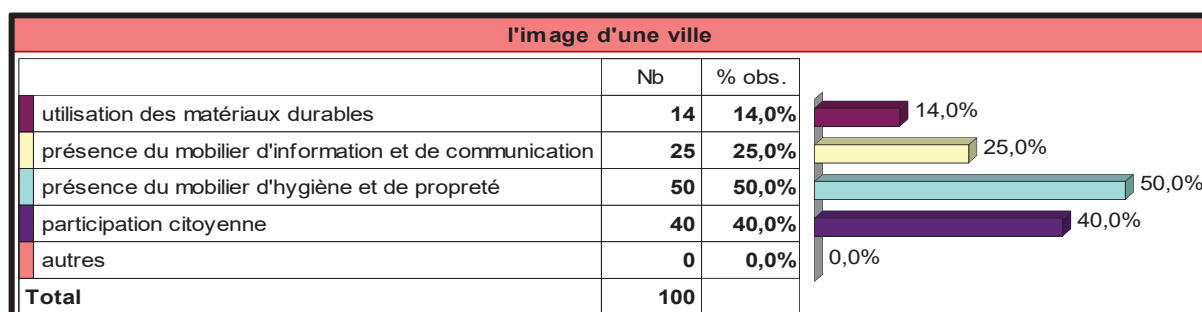 l'image d'une ville
Nb % obs.
utilisation des matériaux durables 14 14,0% 14,0%
présence du mobilier d'information et de communication 25 25,0% 25,0%
présence du mobilier d'hygiène et de propreté 50 50,0% 50,0%
participation citoyenne 40 40,0% 40,0%
autres 0 0,0% 0,0%
Total 100